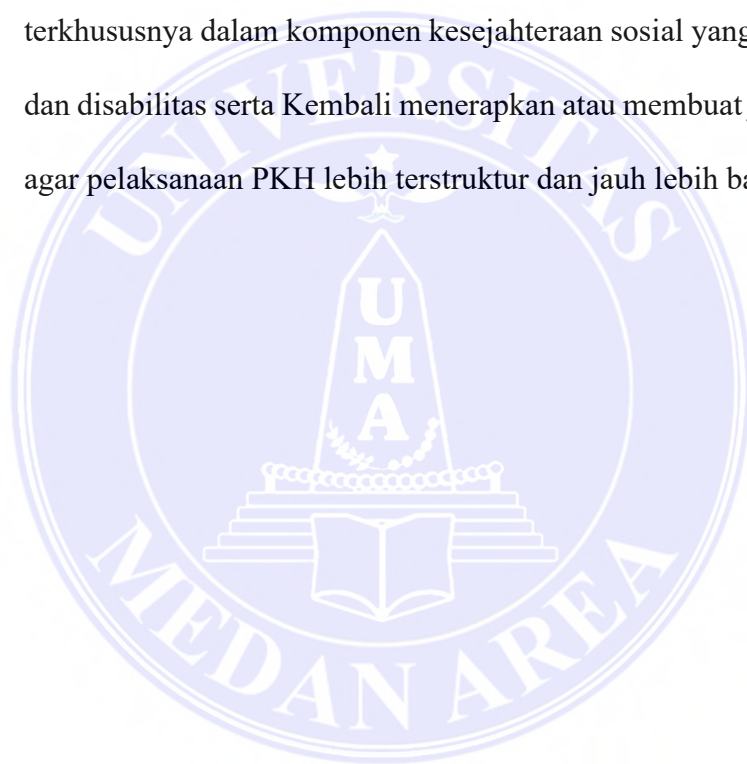 terkhususnya dalam komponen kesejahteraan sosial yang
dan disabilitas serta Kembali menerapkan atau membuat
agar pelaksanaan PKH lebih terstruktur dan jauh lebih
UNIVERSITAS
U
M
A
MEDAN AREA